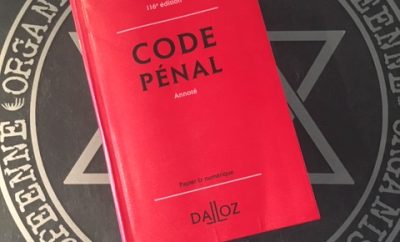 116e édition
CODE
PÉNAL
Annoté
Papier & numérique
DALLOZ